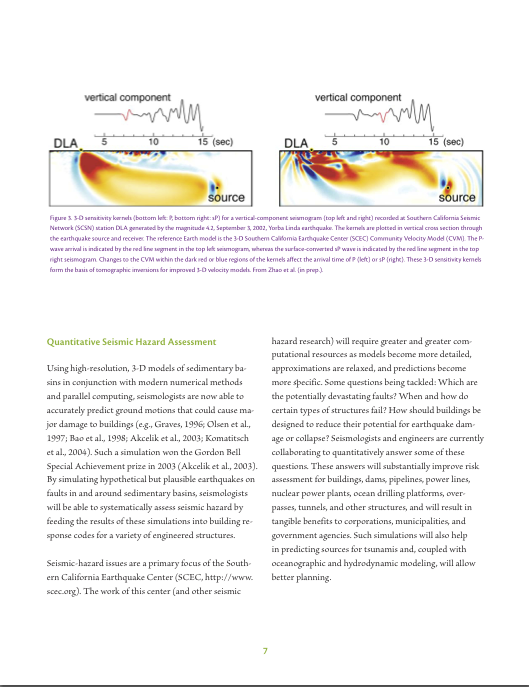 vertical component
vertical component
DLA
5 10 15 (sec)
DLA
5 10 15 (sec)
source
source
Figure 3. 3-D sensitivity kernels (bottom left: P, bottom right: sP) for a vertical-component seismogram (top left and right) recorded at Southern California Seismic
Network (SCSN) station DLA generated by the magnitude 4.2, September 3, 2002, Yorba Linda earthquake. The kernels are plotted in vertical cross section through
the earthquake source and receiver. The reference Earth model is the 3-D Southern California Earthquake Center (SCEC) Community Velocity Model (CVM). The P-
wave arrival is indicated by the red line segment in the top left seismogram, whereas the surface-converted sP wave is indicated by the red line segment in the top
right seismogram. Changes to the CVM within the dark red or blue regions of the kernels affect the arrival time of P (left) or sP (right). These 3-D sensitivity kernels
form the basis of tomographic inversions for improved 3-D velocity models. From Zhao et al. (in prep.).
Quantitative Seismic Hazard Assessment
Using high-resolution, 3-D models of sedimentary ba-
sins in conjunction with modern numerical methods
and parallel computing, seismologists are now able to
accurately predict ground motions that could cause ma-
jor damage to buildings (e.g., Graves, 1996; Olsen et al.,
1997; Bao et al., 1998; Akcelik et al., 2003; Komatitsch
et al., 2004). Such a simulation won the Gordon Bell
Special Achievement prize in 2003 (Akcelik et al., 2003).
By simulating hypothetical but plausible earthquakes on
faults in and around sedimentary basins, seismologists
will be able to systematically assess seismic hazard by
feeding the results of these simulations into building re-
sponse codes for a variety of engineered structures.
Seismic-hazard issues are a primary focus of the South-
ern California Earthquake Center (SCEC, http://www.
scec.org). The work of this center (and other seismic
hazard research) will require greater and greater com-
putational resources as models become more detailed,
approximations are relaxed, and predictions become
more specific. Some questions being tackled: Which are
the potentially devastating faults? When and how do
certain types of structures fail? How should buildings be
designed to reduce their potential for earthquake dam-
age or collapse? Seismologists and engineers are currently
collaborating to quantitatively answer some of these
questions. These answers will substantially improve risk
assessment for buildings, dams, pipelines, power lines,
nuclear power plants, ocean drilling platforms, over-
passes, tunnels, and other structures, and will result in
tangible benefits to corporations, municipalities, and
government agencies. Such simulations will also help
in predicting sources for tsunamis and, coupled with
oceanographic and hydrodynamic modeling, will allow
better planning.
7